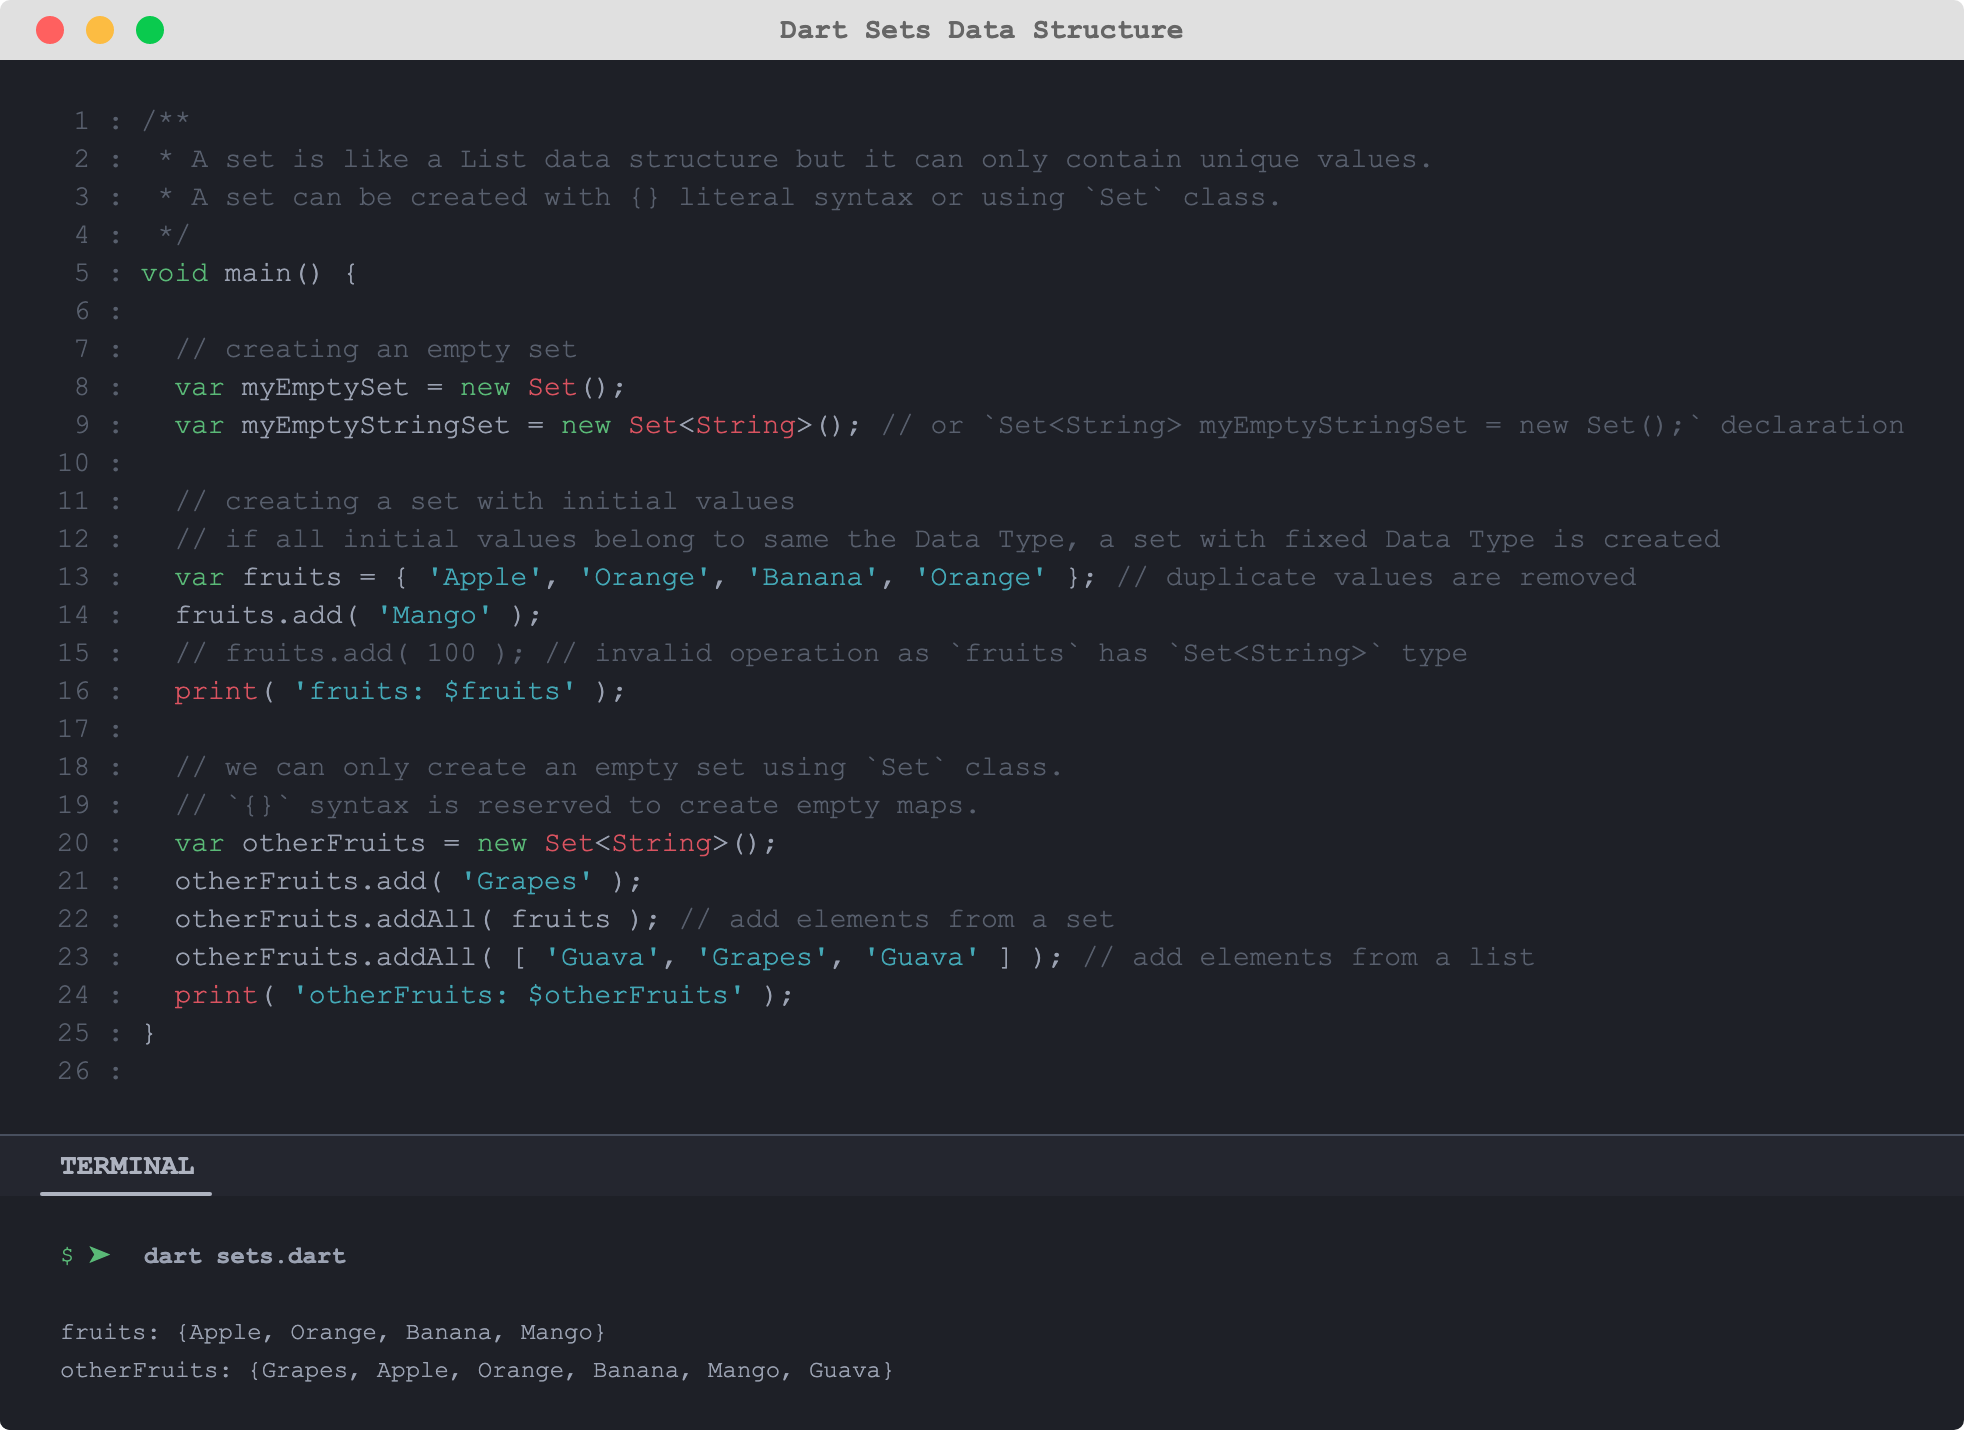 Dart Sets Data Structure
1 : /**
2 :  * A set is like a List data structure but it can only contain unique values.
3 :  * A set can be created with {} literal syntax or using `Set` class.
4 :  */
5 : void main() {
6 :
7 :   // creating an empty set
8 :   var myEmptySet = new Set();
9 :   var myEmptyStringSet = new Set<String>(); // or `Set<String> myEmptyStringSet = new Set();` declaration
10 :
11 :   // creating a set with initial values
12 :   // if all initial values belong to same the Data Type, a set with fixed Data Type is created
13 :   var fruits = { 'Apple', 'Orange', 'Banana', 'Orange' }; // duplicate values are removed
14 :   fruits.add( 'Mango' );
15 :   // fruits.add( 100 ); // invalid operation as `fruits` has `Set<String>` type
16 :   print( 'fruits: $fruits' );
17 :
18 :   // we can only create an empty set using `Set` class.
19 :   // `{}` syntax is reserved to create empty maps.
20 :   var otherFruits = new Set<String>();
21 :   otherFruits.add( 'Grapes' );
22 :   otherFruits.addAll( fruits ); // add elements from a set
23 :   otherFruits.addAll( [ 'Guava', 'Grapes', 'Guava' ] ); // add elements from a list
24 :   print( 'otherFruits: $otherFruits' );
25 : }
26 :
TERMINAL
$ ➤ dart sets.dart
fruits: {Apple, Orange, Banana, Mango}
otherFruits: {Grapes, Apple, Orange, Banana, Mango, Guava}